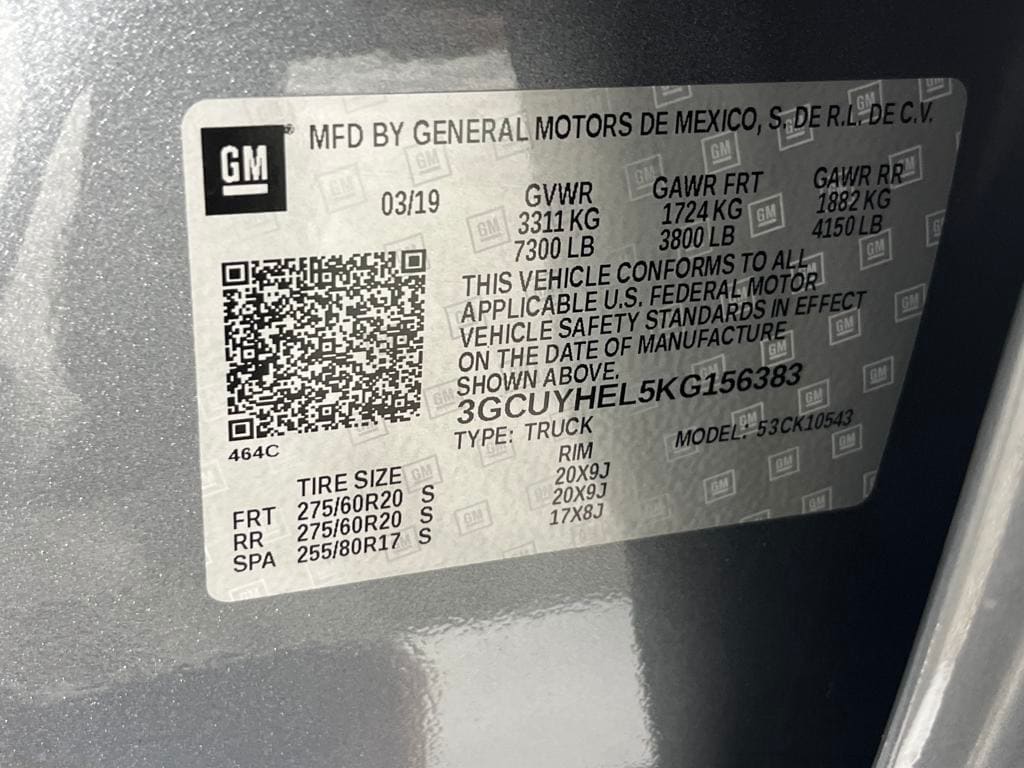 GM® MFD BY GENERAL MOTORS DE MEXICO, S. DE R.L. DE C.V.
03/19
GVWR
3311 KG
7300 LB
GAWR FRT
1724 KG
3800 LB
GAWR RR
1882 KG
4150 LB
THIS VEHICLE CONFORMS TO ALL
APPLICABLE U.S. FEDERAL MOTOR
VEHICLE SAFETY STANDARDS IN EFFECT
ON THE DATE OF MANUFACTURE
SHOWN ABOVE.
3GCUYHEL5KG156383
TYPE: TRUCK MODEL: 53CK10543
464C
TIRE SIZE RIM
FRT 275/60R20 S 20X9J
RR 275/60R20 S 20X9J
SPA 255/80R17 S 17X8J